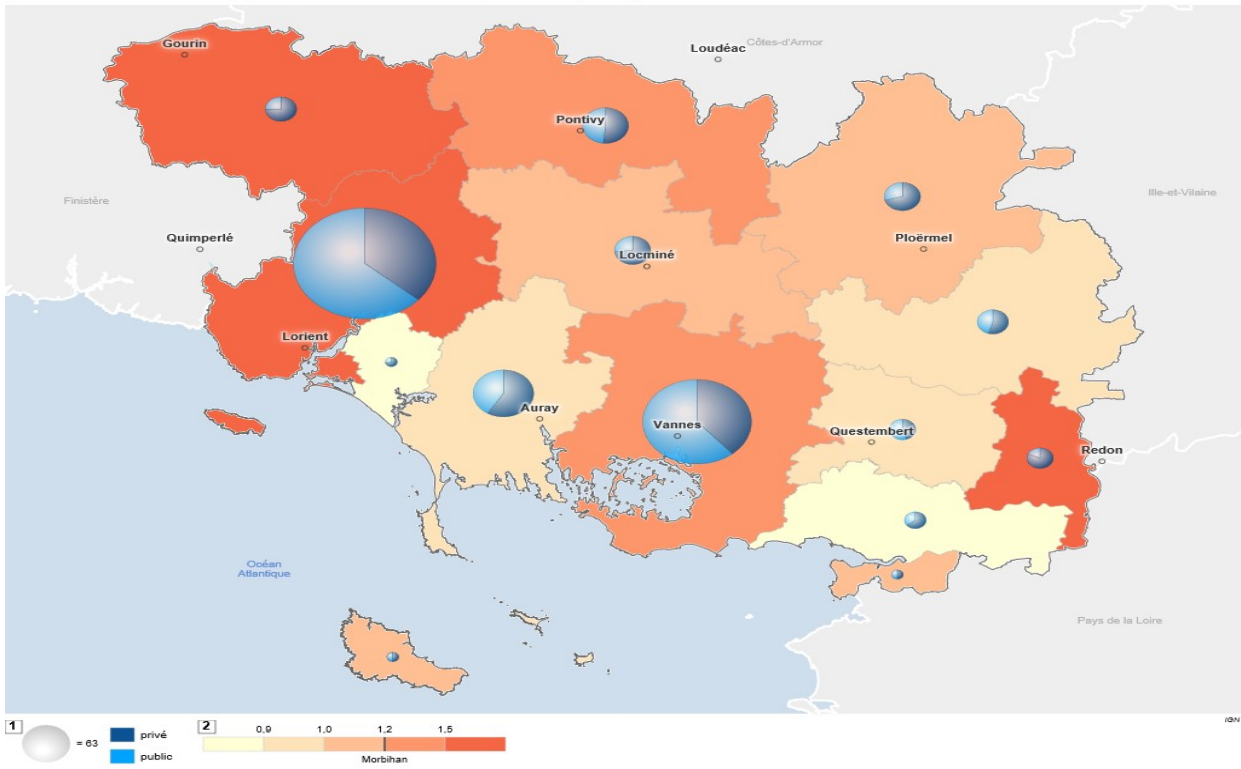 Gourin
Loudéac
Côtes-d'Armor
Pontivy
Finistère
Ille-et-Vilaine
Quimperlé
Ploërmel
Locminé
Lorient
Auray
Vannes
Questembert
Redon
Océan
Atlantique
Pays de la Loire
IGN
1
= 63
privé
public
2
0,9
1,0
1,2
1,5
Morbihan